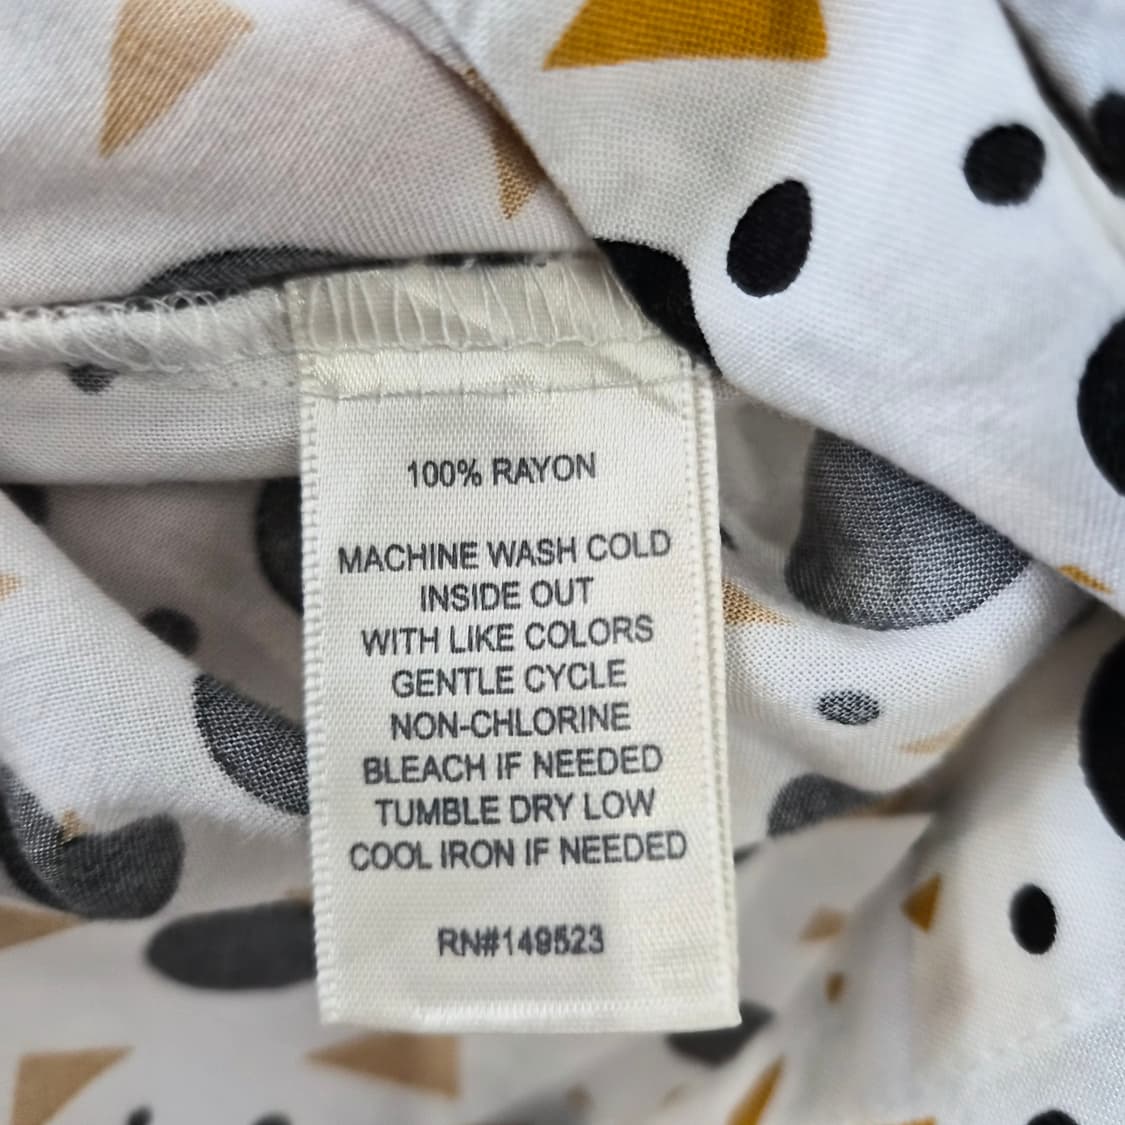 100% RAYON
MACHINE WASH COLD
INSIDE OUT
WITH LIKE COLORS
GENTLE CYCLE
NON-CHLORINE
BLEACH IF NEEDED
TUMBLE DRY LOW
COOL IRON IF NEEDED
RN#149523